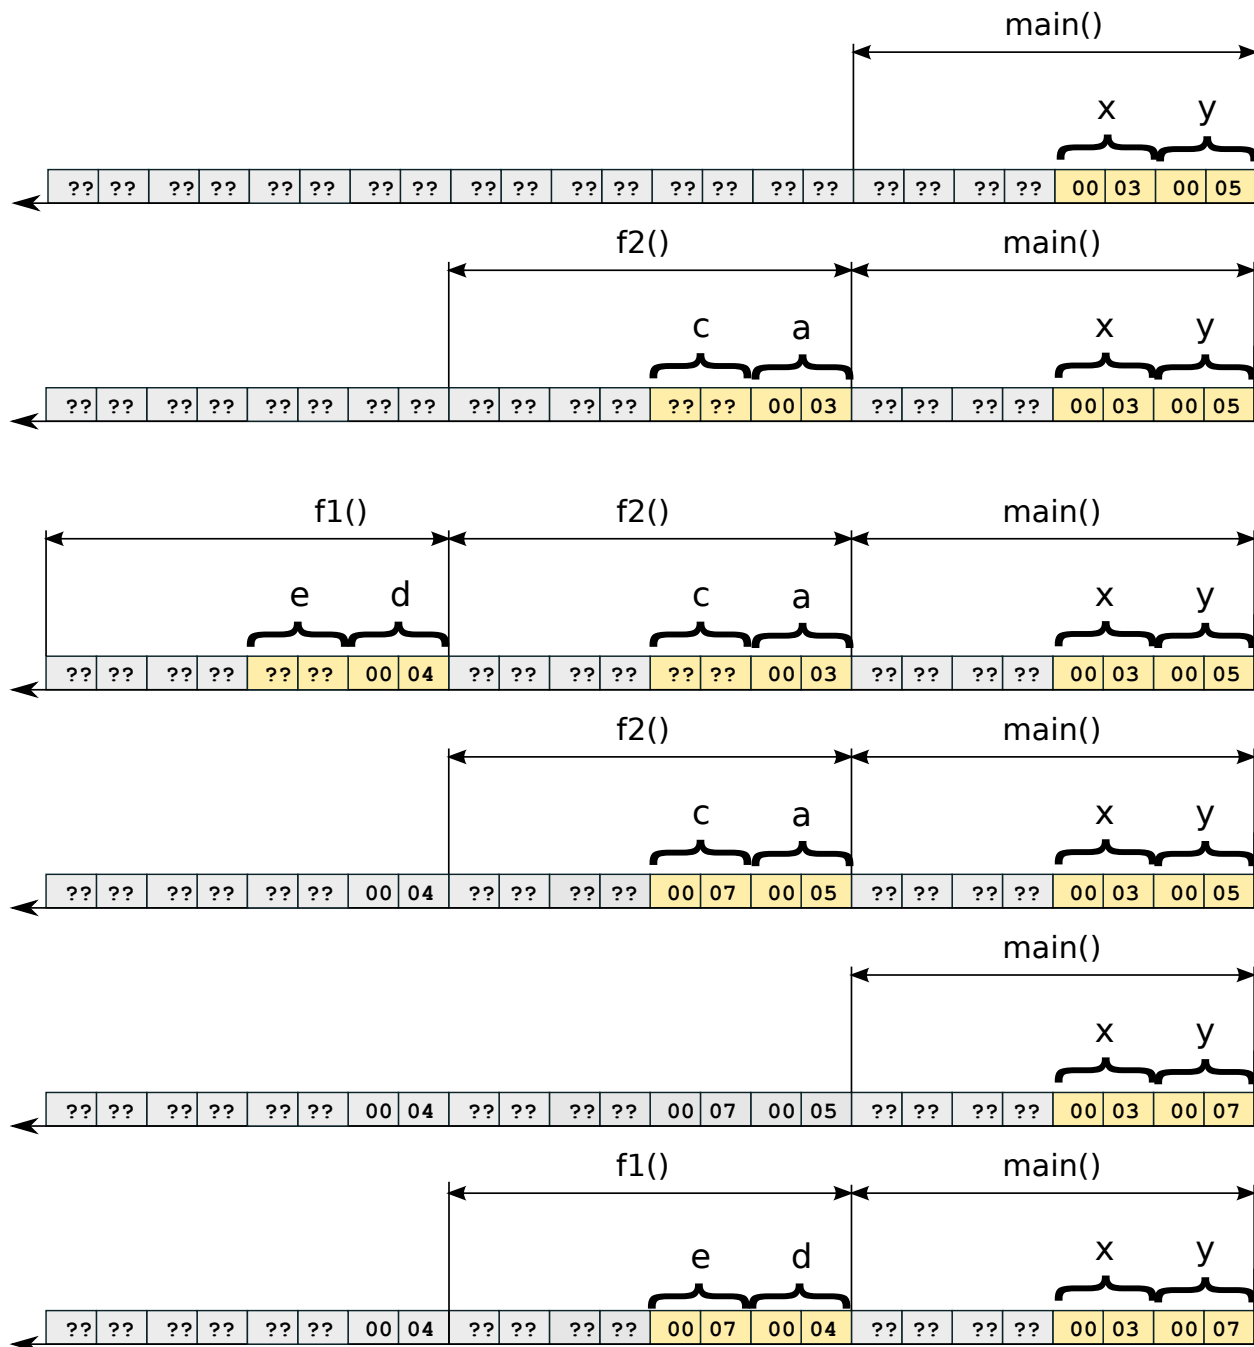 main()
x y
?? ?? ?? ?? ?? ?? ?? ?? ?? ?? ?? ?? ?? ?? ?? ?? ?? ?? ?? ?? 00 03 00 05
f2() main()
c a x y
?? ?? ?? ?? ?? ?? ?? ?? ?? ?? ?? ?? ?? ?? 00 03 ?? ?? ?? ?? 00 03 00 05
f1() f2() main()
e d c a x y
?? ?? ?? ?? ?? ?? 00 04 ?? ?? ?? ?? ?? ?? 00 03 ?? ?? ?? ?? 00 03 00 05
f2() main()
c a x y
?? ?? ?? ?? ?? ?? 00 04 ?? ?? ?? ?? 00 07 00 05 ?? ?? ?? ?? 00 03 00 05
main()
x y
?? ?? ?? ?? ?? ?? 00 04 ?? ?? ?? ?? 00 07 00 05 ?? ?? ?? ?? 00 03 00 07
f1() main()
e d x y
?? ?? ?? ?? ?? ?? 00 04 ?? ?? ?? ?? 00 07 00 04 ?? ?? ?? ?? 00 03 00 07